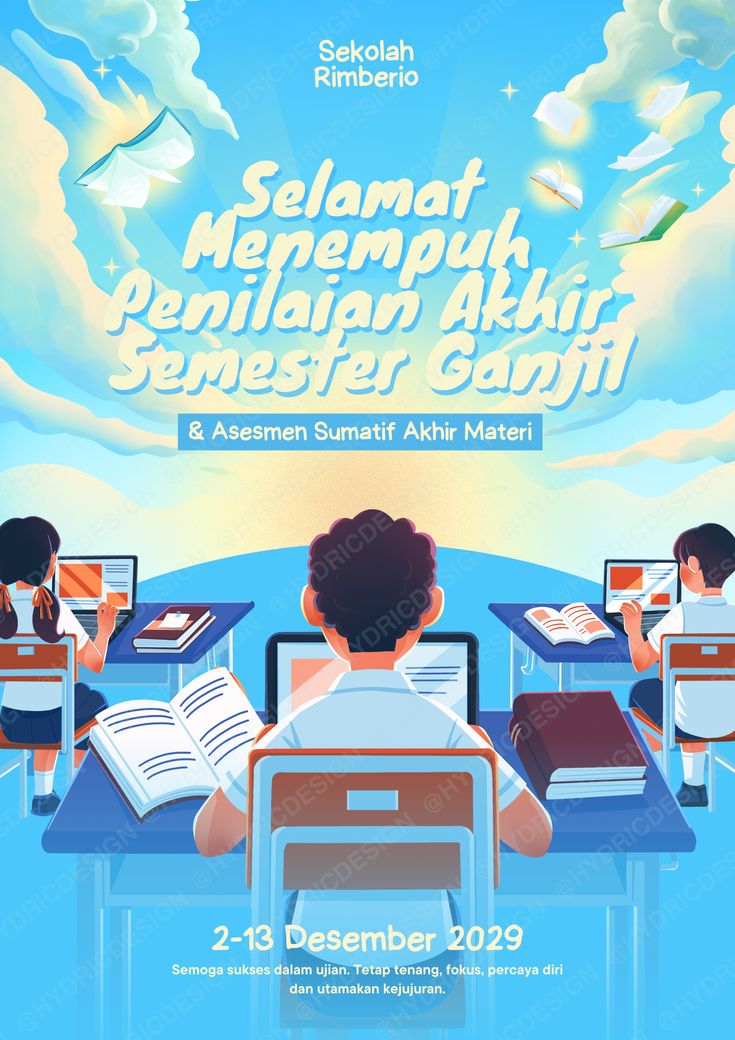 Sekolah
Rimberio
Selamat
Menempuh
Penilaian Akhir
Semester Ganjil
& Asesmen Sumatif Akhir Materi
2-13 Desember 2029
Semoga sukses dalam ujian. Tetap tenang, fokus, percaya diri
dan utamakan kejujuran.
@HYDRICDESIGN